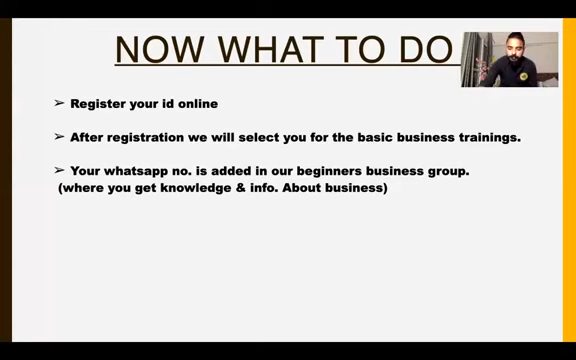 NOW WHAT TO DO
➢ Register your id online
➢ After registration we will select you for the basic business trainings.
➢ Your whatsapp no. is added in our beginners business group.
(where you get knowledge & info. About business)